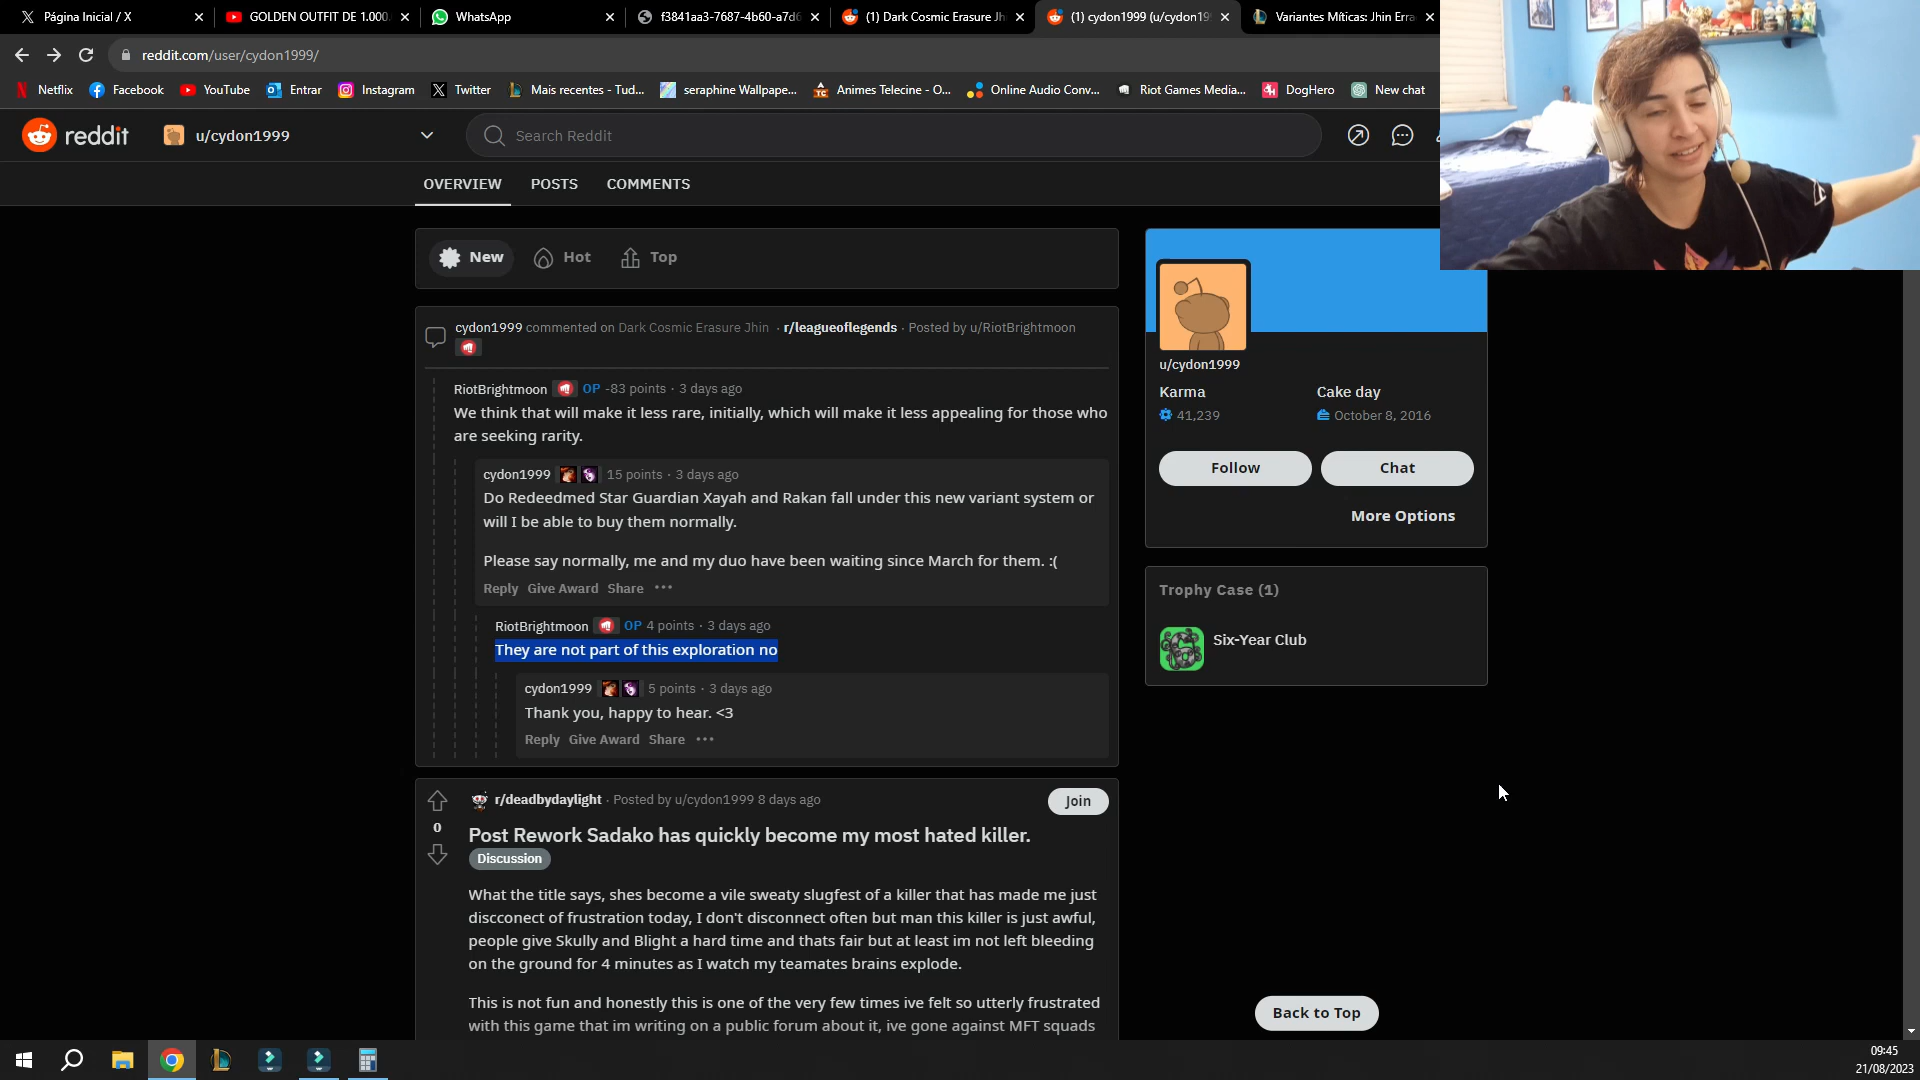 Página Inicial / X
GOLDEN OUTFIT DE 1.000
WhatsApp
f3841aa3-7687-4b60-a7d6
(1) Dark Cosmic Erasure Jh
(1) cydon1999 (u/cydon19
Variantes Míticas: Jhin Erra
reddit.com/user/cydon1999/
Netflix
Facebook
YouTube
Entrar
Instagram
Twitter
Mais recentes - Tud...
seraphine Wallpape...
Animes Telecine - O...
Online Audio Conv...
Riot Games Media...
DogHero
New chat
reddit
u/cydon1999
Search Reddit
OVERVIEW
POSTS
COMMENTS
New
Hot
Top
cydon1999 commented on Dark Cosmic Erasure Jhin · r/leagueoflegends · Posted by u/RiotBrightmoon
RiotBrightmoon OP -83 points · 3 days ago
We think that will make it less rare, initially, which will make it less appealing for those who
are seeking rarity.
cydon1999 15 points · 3 days ago
Do Redeedmed Star Guardian Xayah and Rakan fall under this new variant system or
will I be able to buy them normally.
Please say normally, me and my duo have been waiting since March for them. :(
Reply Give Award Share ···
RiotBrightmoon OP 4 points · 3 days ago
They are not part of this exploration no
cydon1999 5 points · 3 days ago
Thank you, happy to hear. <3
Reply Give Award Share ···
u/cydon1999
Karma
Cake day
41,239
October 8, 2016
Follow
Chat
More Options
Trophy Case (1)
Six-Year Club
r/deadbydaylight · Posted by u/cydon1999 8 days ago
Join
0
Post Rework Sadako has quickly become my most hated killer.
Discussion
What the title says, shes become a vile sweaty slugfest of a killer that has made me just
discconect of frustration today, I don't disconnect often but man this killer is just awful,
people give Skully and Blight a hard time and thats fair but at least im not left bleeding
on the ground for 4 minutes as I watch my teamates brains explode.
This is not fun and honestly this is one of the very few times ive felt so utterly frustrated
with this game that im writing on a public forum about it, ive gone against MFT squads
Back to Top
09:45
21/08/2023